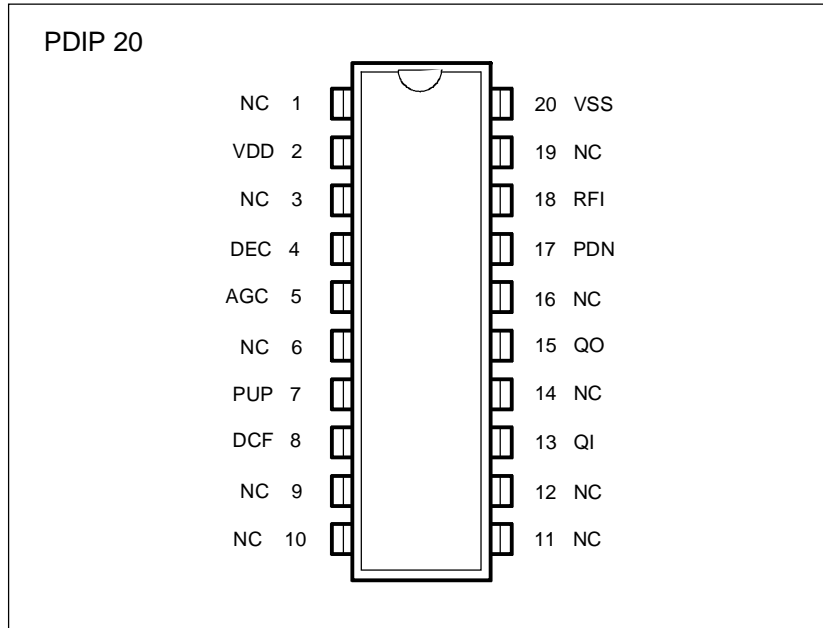 PDIP 20
NC 1 20 VSS
VDD 2 19 NC
NC 3 18 RFI
DEC 4 17 PDN
AGC 5 16 NC
NC 6 15 QO
PUP 7 14 NC
DCF 8 13 QI
NC 9 12 NC
NC 10 11 NC